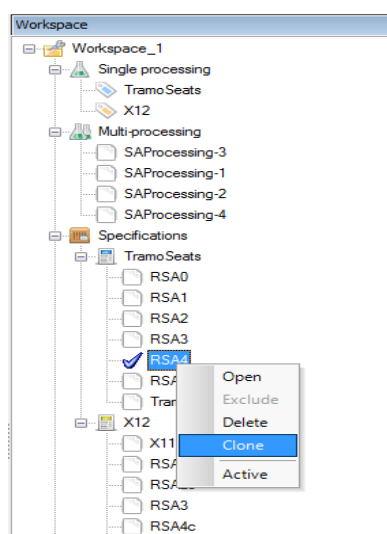 Workspace
Workspace_1
Single processing
TramoSeats
X12
Multi-processing
SAProcessing-3
SAProcessing-1
SAProcessing-2
SAProcessing-4
Specifications
TramoSeats
RSA0
RSA1
RSA2
RSA3
RSA4
Open
Exclude
Delete
Clone
Active
X12
RSA3
RSA4c